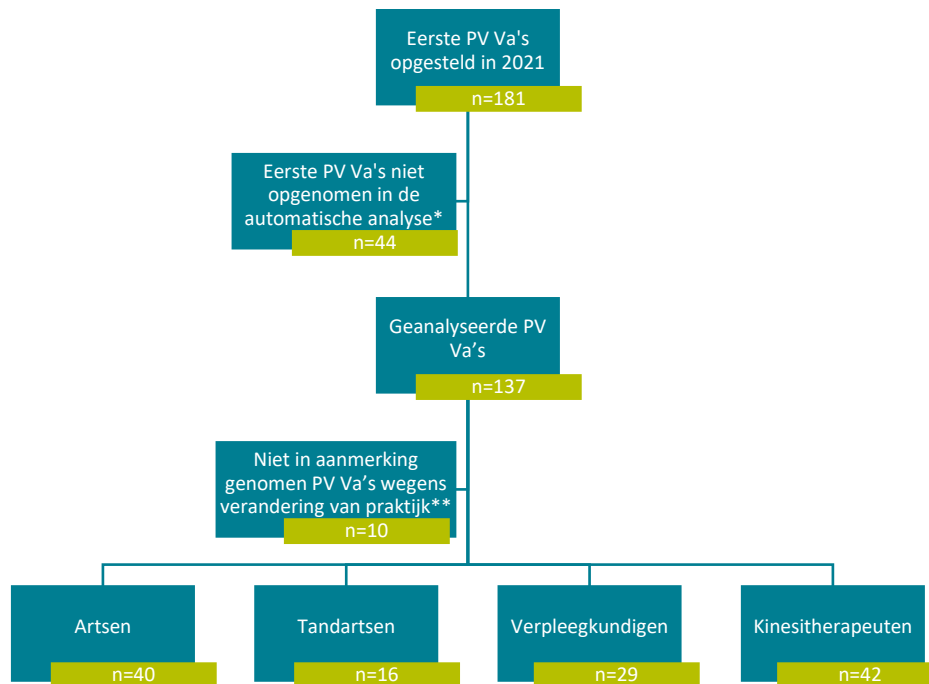 Eerste PV Va's
opgesteld in 2021
n=181
Eerste PV Va's niet
opgenomen in de
automatische analyse*
n=44
Geanalyseerde PV
Va’s
n=137
Niet in aanmerking
genomen PV Va’s wegens
verandering van praktijk**
n=10
Artsen
n=40
Tandartsen
n=16
Verpleegkundigen
n=29
Kinesitherapeuten
n=42